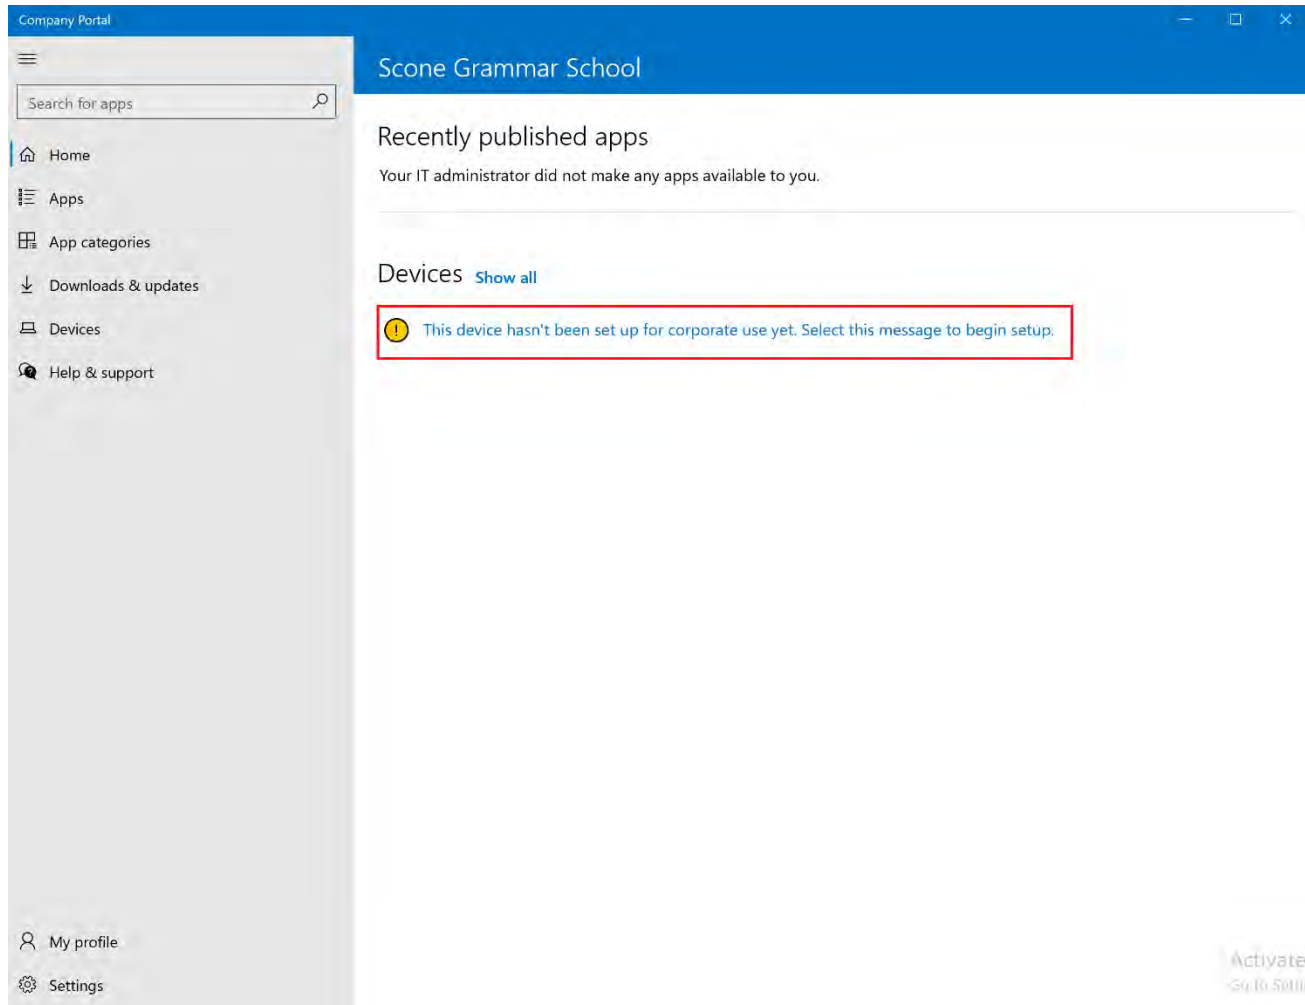 Company Portal
Scone Grammar School
Search for apps
Home
Apps
App categories
Downloads & updates
Devices
Help & support
My profile
Settings
Recently published apps
Your IT administrator did not make any apps available to you.
Devices Show all
This device hasn't been set up for corporate use yet. Select this message to begin setup.
Activate
Go to